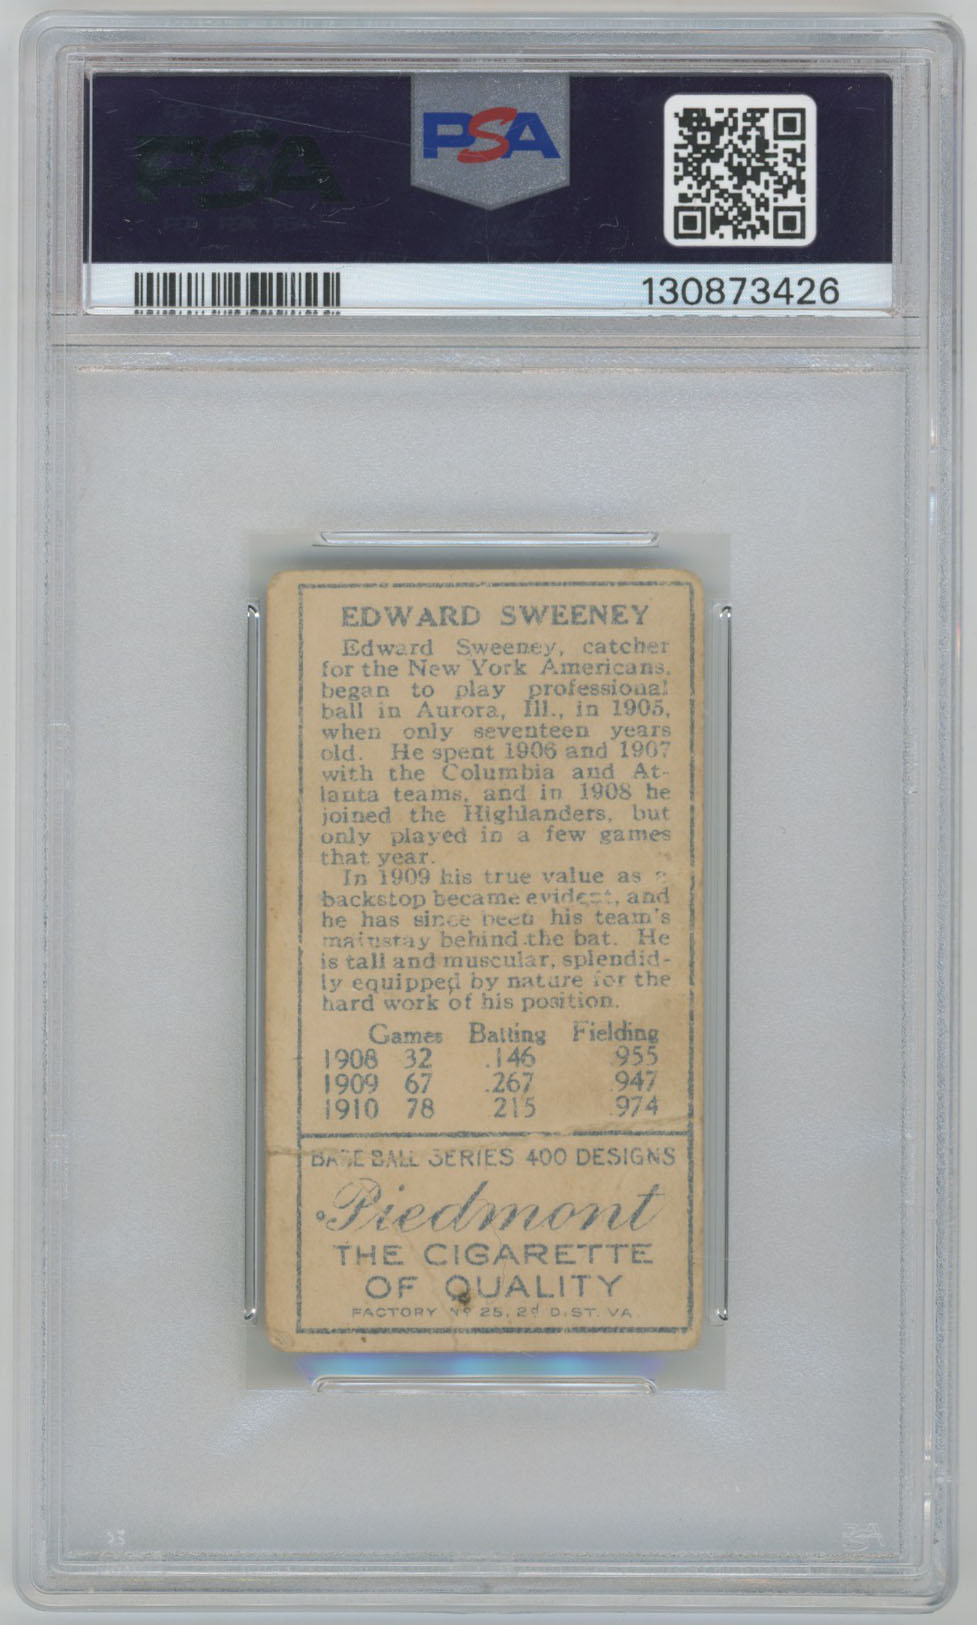 PSA
PSA
130873426
EDWARD SWEENEY
Edward Sweeney, catcher
for the New York Americans,
began to play professional
ball in Aurora, Ill., in 1905,
when only seventeen years
old. He spent 1906 and 1907
with the Columbia and At-
lanta teams, and in 1908 he
joined the Highlanders, but
only played in a few games
that year.
In 1909 his true value as a
backstop became evident, and
he has since been his team's
mainstay behind the bat. He
is tall and muscular, splendid-
ly equipped by nature for the
hard work of his position.
Games Batting Fielding
1908 32 .146 .955
1909 67 .267 .947
1910 78 .215 .974
BASE BALL SERIES 400 DESIGNS
Piedmont
THE CIGARETTE
OF QUALITY
FACTORY Nº 25, 2d DIST. VA.
PSA